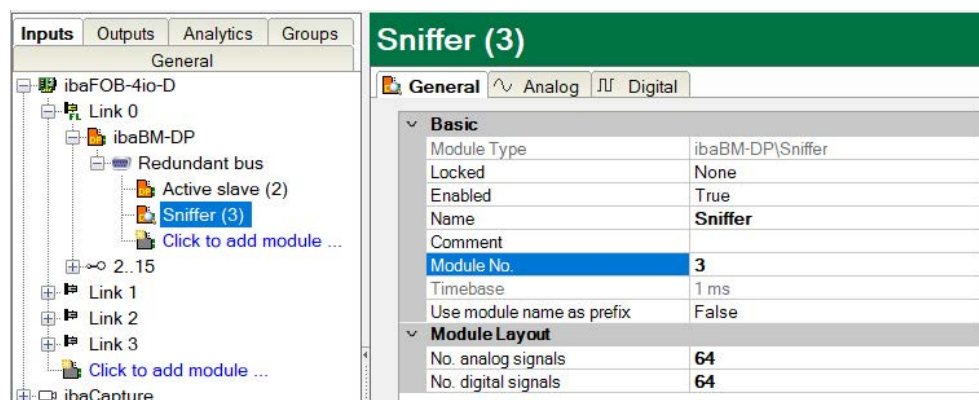 Inputs Outputs Analytics Groups
General
ibaFOB-4io-D
Link 0
ibaBM-DP
Redundant bus
Active slave (2)
Sniffer (3)
Click to add module ...
2..15
Link 1
Link 2
Link 3
Click to add module ...
ibaCapture
Sniffer (3)
General Analog Digital
Basic
Module Type ibaBM-DP\Sniffer
Locked None
Enabled True
Name Sniffer
Comment
Module No. 3
Timebase 1 ms
Use module name as prefix False
Module Layout
No. analog signals 64
No. digital signals 64